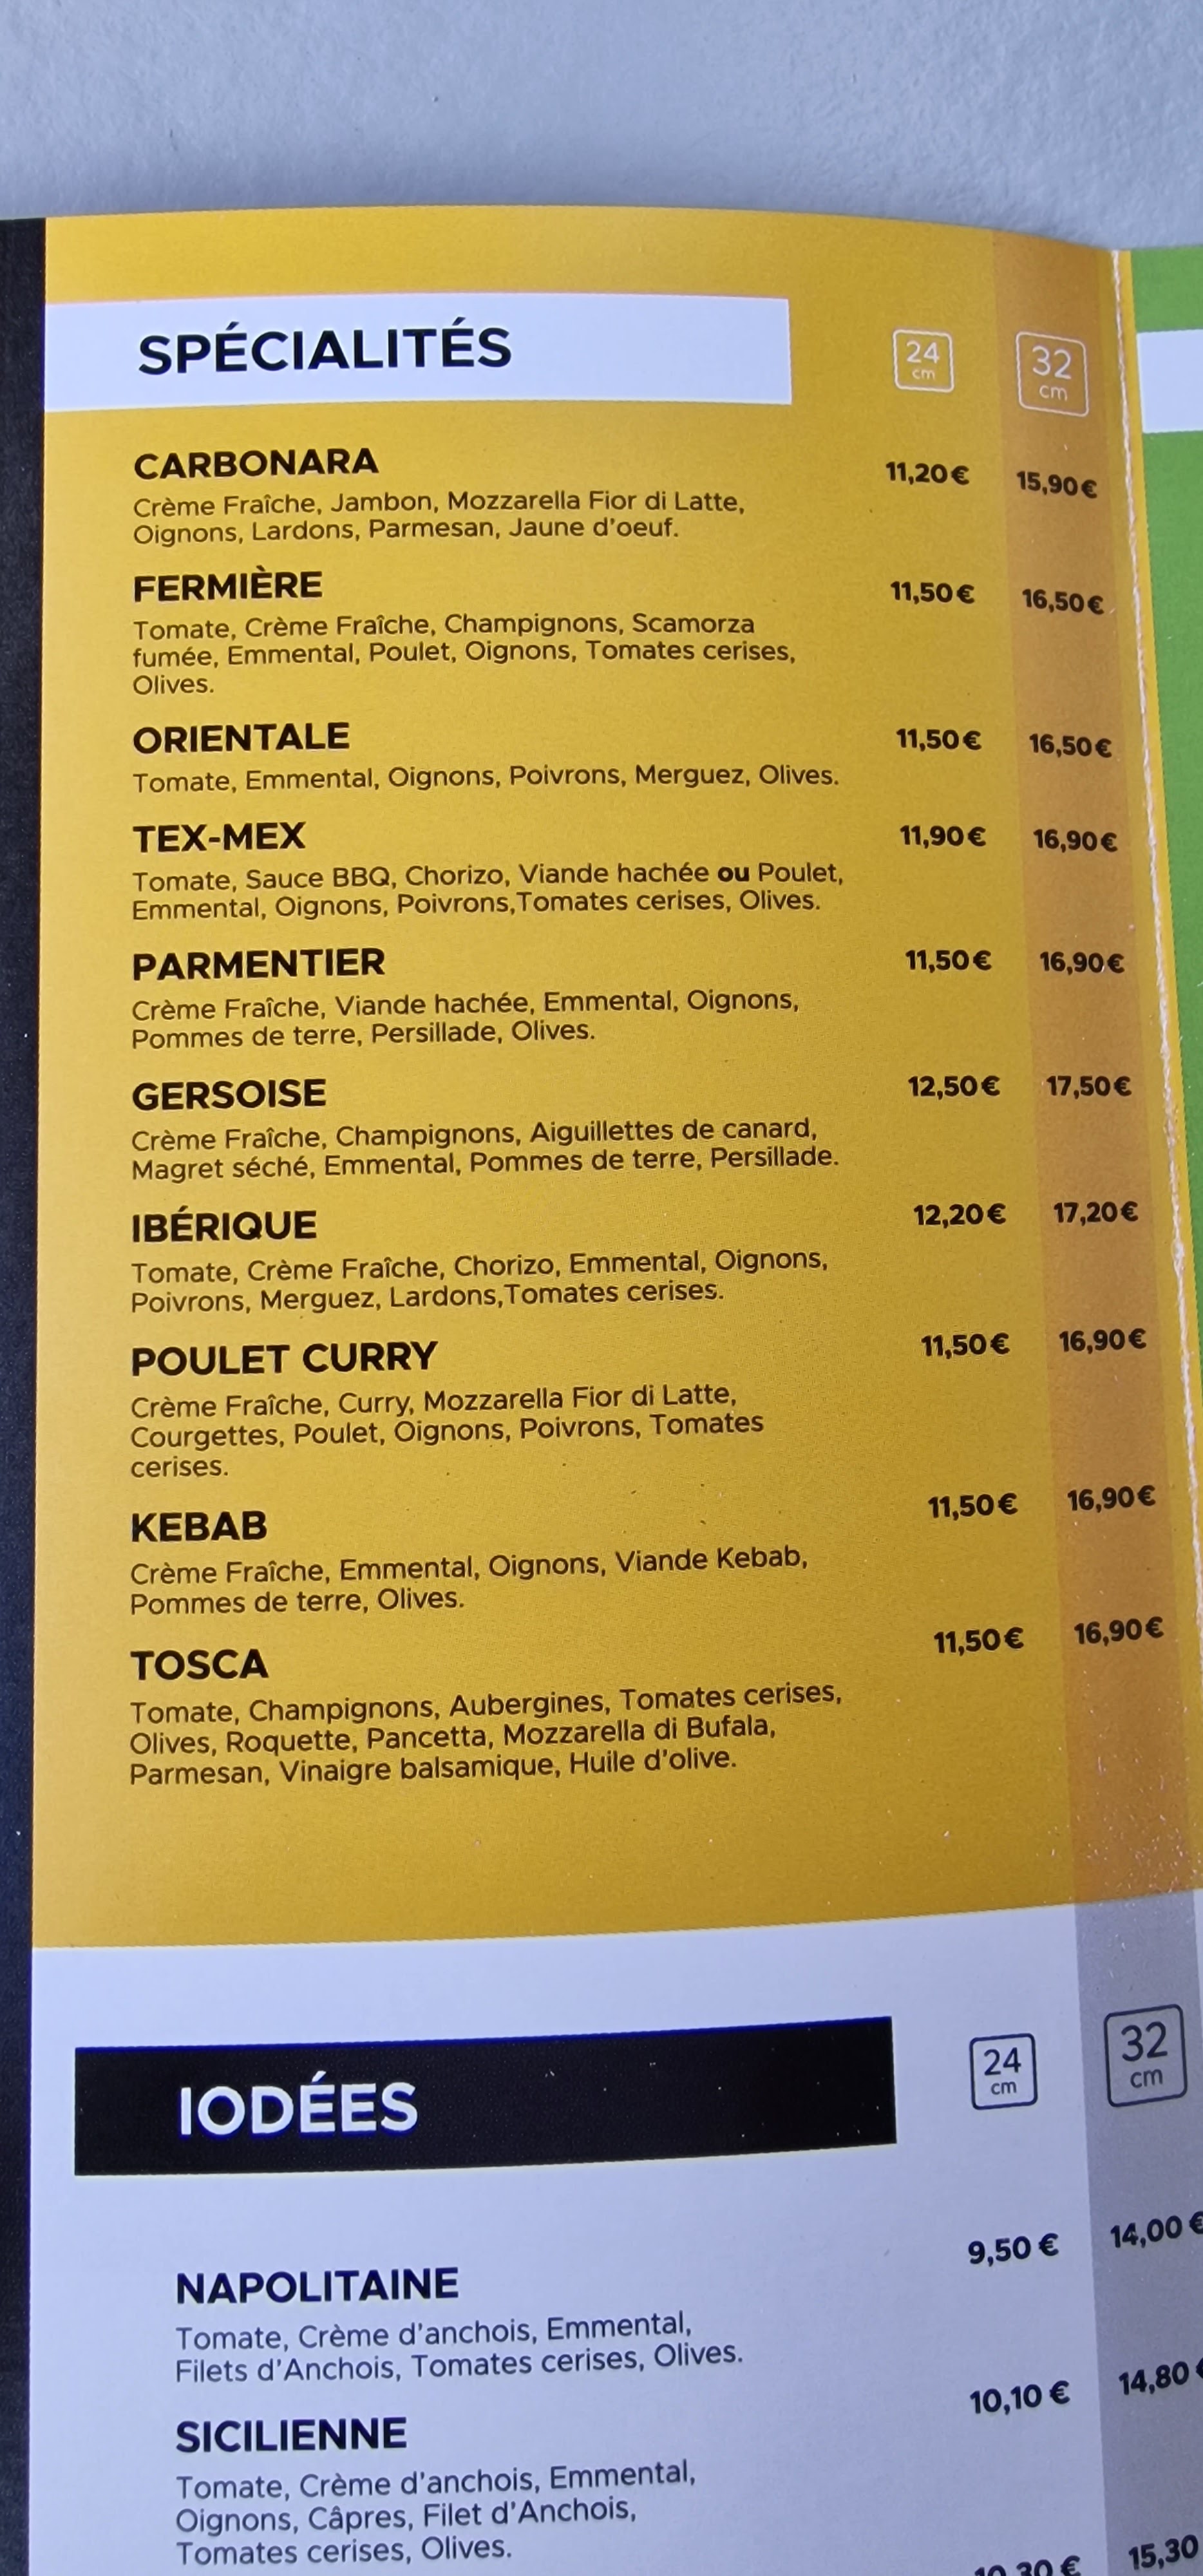 SPÉCIALITÉS
24 cm
32 cm
CARBONARA 11,20€ 15,90€
Crème Fraîche, Jambon, Mozzarella Fior di Latte,
Oignons, Lardons, Parmesan, Jaune d'oeuf.
FERMIÈRE 11,50€ 16,50€
Tomate, Crème Fraîche, Champignons, Scamorza
fumée, Emmental, Poulet, Oignons, Tomates cerises,
Olives.
ORIENTALE 11,50€ 16,50€
Tomate, Emmental, Oignons, Poivrons, Merguez, Olives.
TEX-MEX 11,90€ 16,90€
Tomate, Sauce BBQ, Chorizo, Viande hachée ou Poulet,
Emmental, Oignons, Poivrons,Tomates cerises, Olives.
PARMENTIER 11,50€ 16,90€
Crème Fraîche, Viande hachée, Emmental, Oignons,
Pommes de terre, Persillade, Olives.
GERSOISE 12,50€ 17,50€
Crème Fraîche, Champignons, Aiguillettes de canard,
Magret séché, Emmental, Pommes de terre, Persillade.
IBÉRIQUE 12,20€ 17,20€
Tomate, Crème Fraîche, Chorizo, Emmental, Oignons,
Poivrons, Merguez, Lardons,Tomates cerises.
POULET CURRY 11,50€ 16,90€
Crème Fraîche, Curry, Mozzarella Fior di Latte,
Courgettes, Poulet, Oignons, Poivrons, Tomates
cerises.
KEBAB 11,50€ 16,90€
Crème Fraîche, Emmental, Oignons, Viande Kebab,
Pommes de terre, Olives.
TOSCA 11,50€ 16,90€
Tomate, Champignons, Aubergines, Tomates cerises,
Olives, Roquette, Pancetta, Mozzarella di Bufala,
Parmesan, Vinaigre balsamique, Huile d'olive.
IODÉES
24 cm
32 cm
NAPOLITAINE 9,50 € 14,00 €
Tomate, Crème d'anchois, Emmental,
Filets d'Anchois, Tomates cerises, Olives.
SICILIENNE 10,10 € 14,80 €
Tomate, Crème d'anchois, Emmental,
Oignons, Câpres, Filet d'Anchois,
Tomates cerises, Olives.
10,30 € 15,30